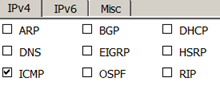 IPv4 IPv6 Misc
ARP BGP DHCP
DNS EIGRP HSRP
ICMP OSPF RIP